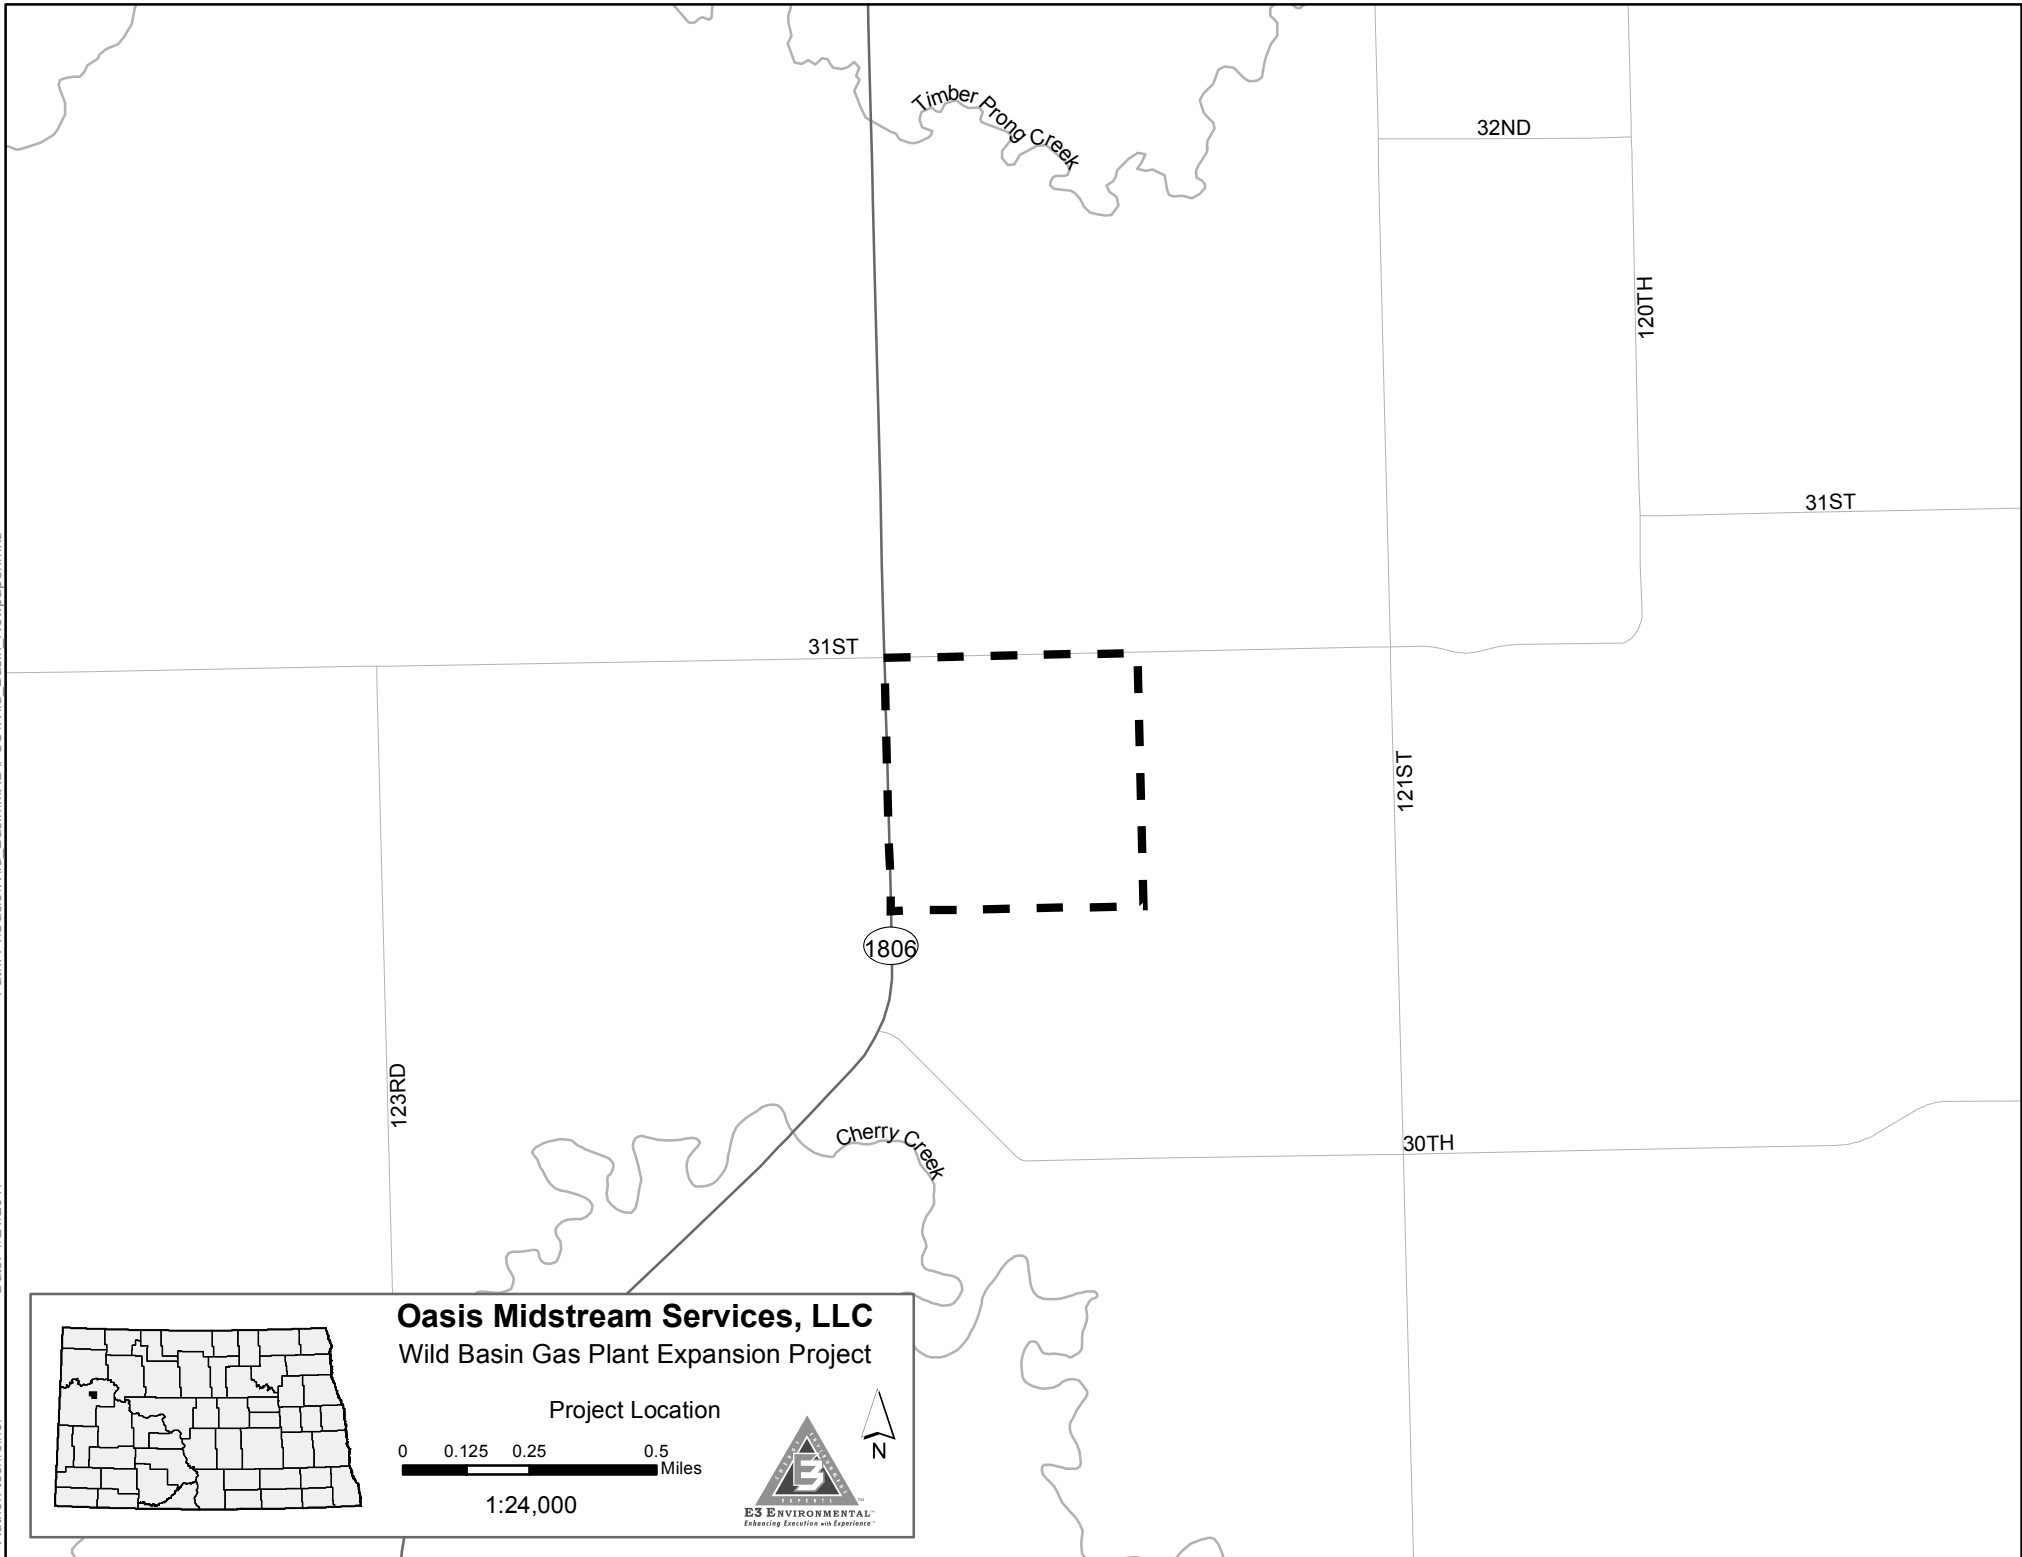 Timber Prong Creek
32ND
120TH
31ST
31ST
121ST
1806
123RD
Cherry Creek
30TH
Oasis Midstream Services, LLC
Wild Basin Gas Plant Expansion Project
Project Location
0 0.125 0.25 0.5
Miles
1:24,000
N
E3
EXPERTS
E3 ENVIRONMENTAL
Enhancing Execution with Experience